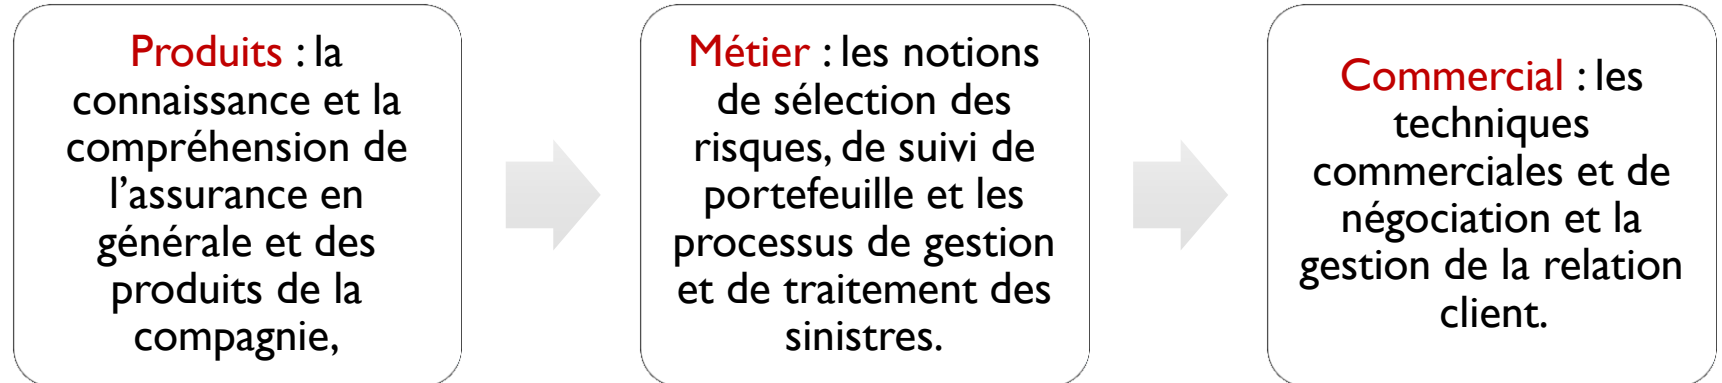 Produits : la
connaissance et la
compréhension de
l’assurance en
générale et des
produits de la
compagnie,
Métier : les notions
de sélection des
risques, de suivi de
portefeuille et les
processus de gestion
et de traitement des
sinistres.
Commercial : les
techniques
commerciales et de
négociation et la
gestion de la relation
client.